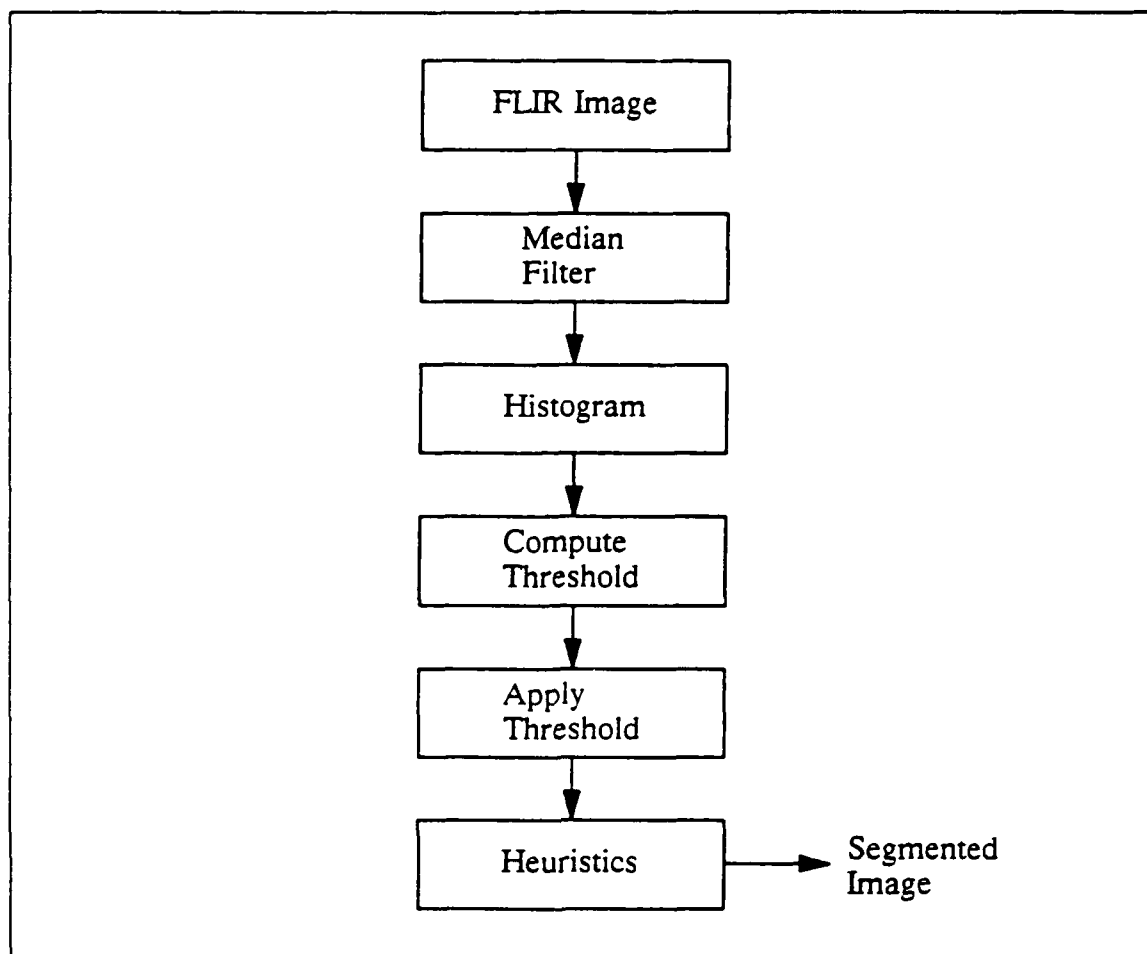 FLIR Image
Median
Filter
Histogram
Compute
Threshold
Apply
Threshold
Heuristics
Segmented
Image